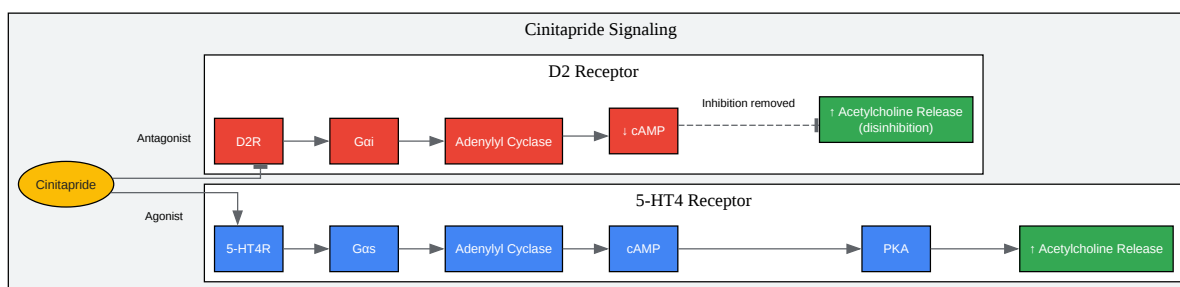 Cinitapride Signaling
D2 Receptor
Inhibition removed
↑ Acetylcholine Release
(disinhibition)
Antagonist
D2R
Gαi
Adenylyl Cyclase
↓ cAMP
Cinitapride
5-HT4 Receptor
Agonist
5-HT4R
Gαs
Adenylyl Cyclase
cAMP
PKA
↑ Acetylcholine Release